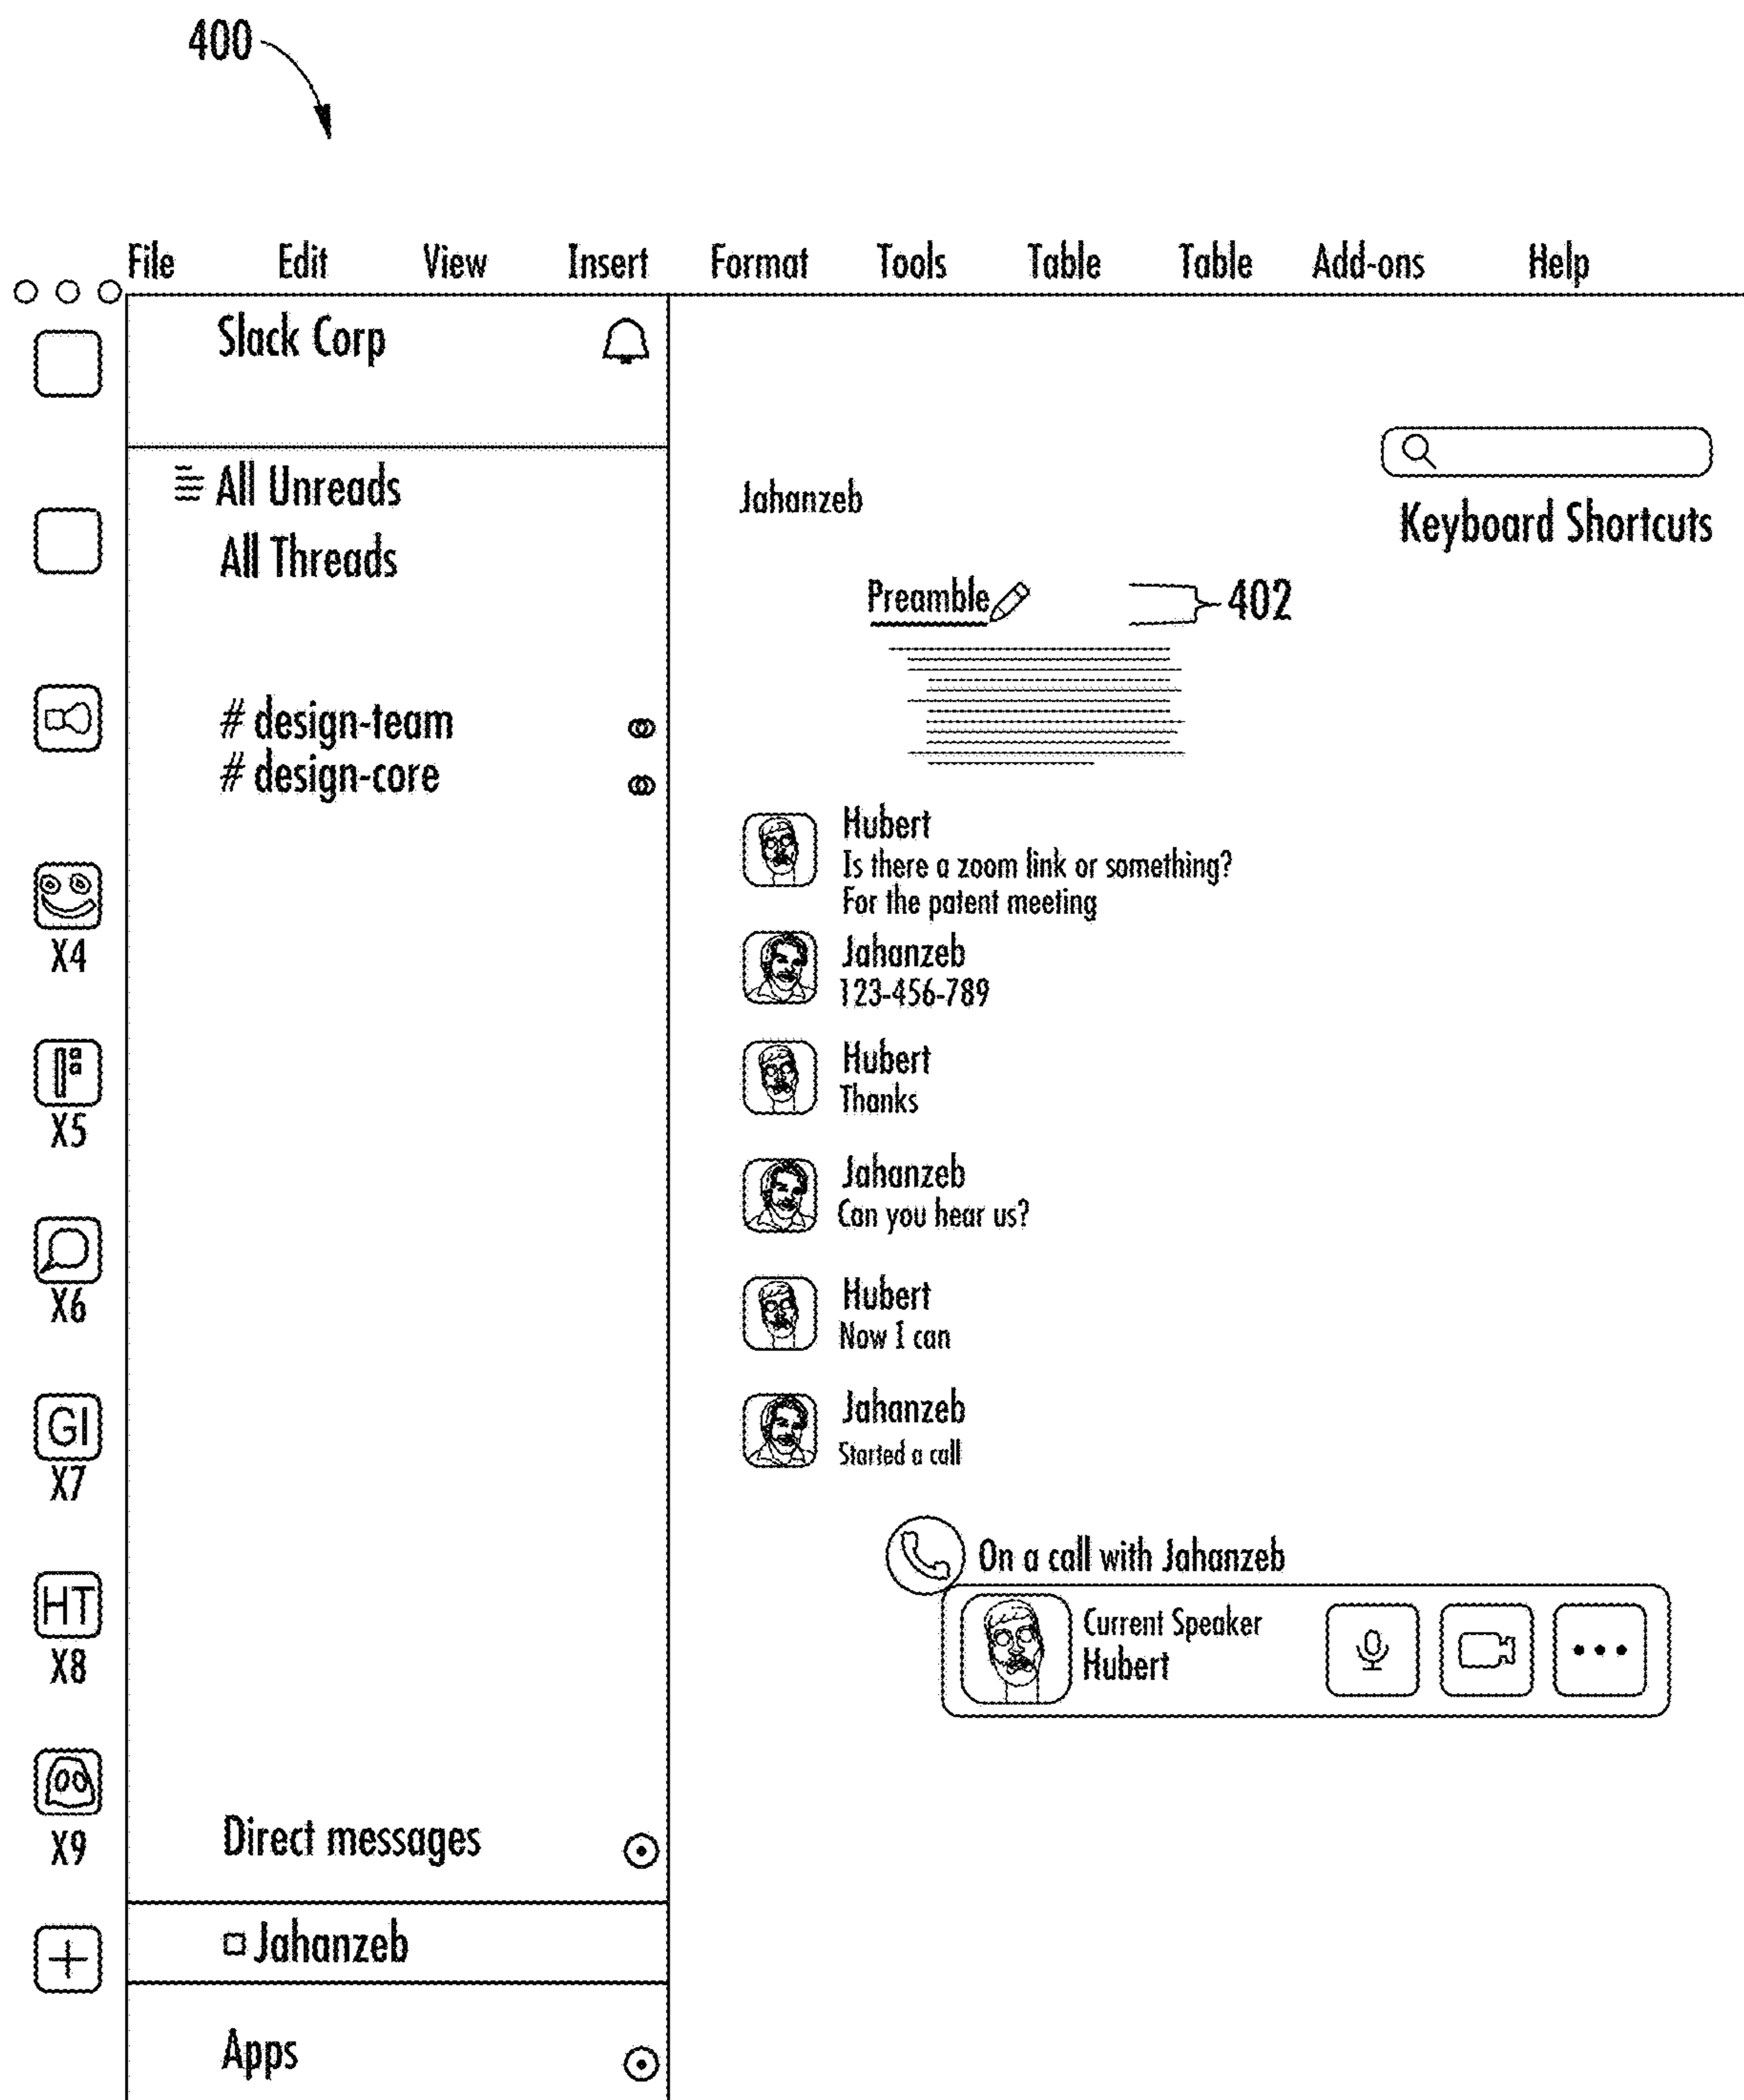 400
File Edit View Insert Format Tools Table Table Add-ons Help
Slack Corp
All Unreads
All Threads
# design-team
# design-core
X4
X5
X6
GI
X7
HT
X8
X9
Direct messages
Jahanzeb
Apps
Keyboard Shortcuts
Jahanzeb
Preamble
402
Hubert
Is there a zoom link or something?
For the patent meeting
Jahanzeb
123-456-789
Hubert
Thanks
Jahanzeb
Can you hear us?
Hubert
Now I can
Jahanzeb
Started a call
On a call with Jahanzeb
Current Speaker
Hubert